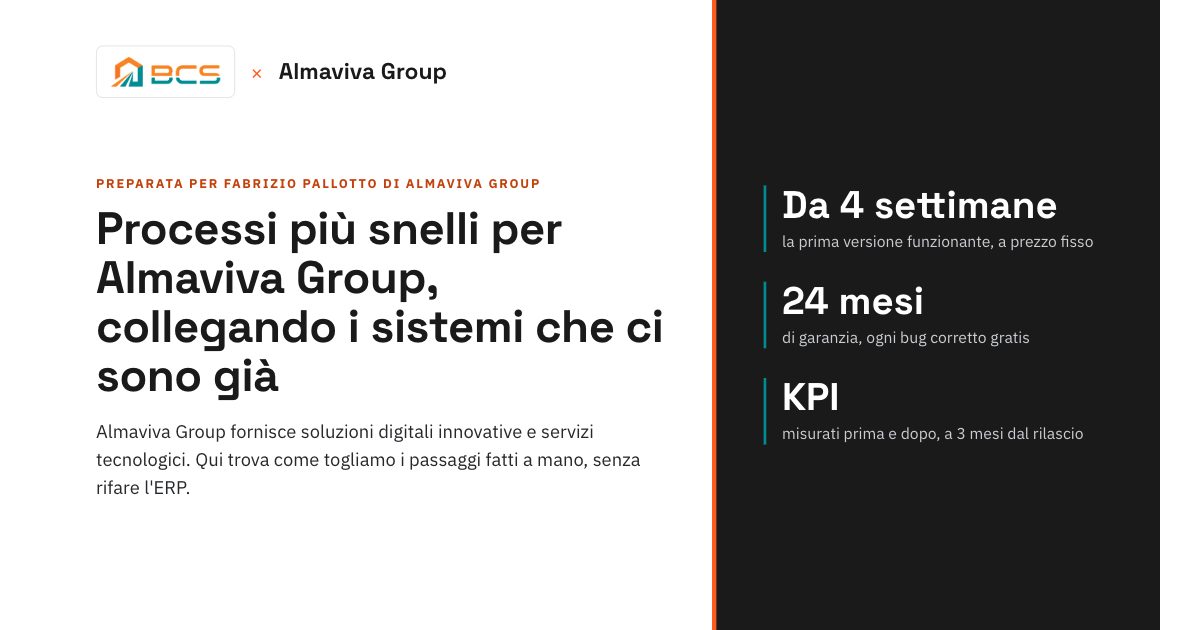 BCS × Almaviva Group
PREPARATA PER FABRIZIO PALLOTTO DI ALMAVIVA GROUP
Processi più snelli per
Almaviva Group,
collegando i sistemi che ci
sono già
Almaviva Group fornisce soluzioni digitali innovative e servizi
tecnologici. Qui trova come togliamo i passaggi fatti a mano, senza
rifare l'ERP.
Da 4 settimane
la prima versione funzionante, a prezzo fisso
24 mesi
di garanzia, ogni bug corretto gratis
KPI
misurati prima e dopo, a 3 mesi dal rilascio